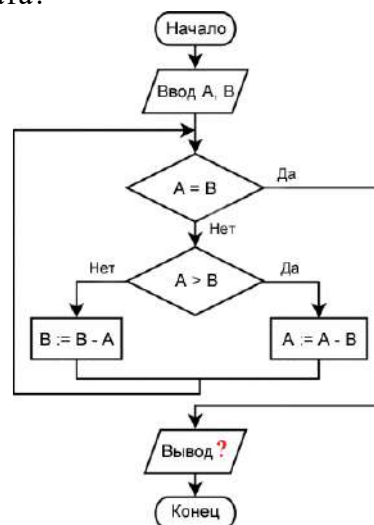 Начало
Ввод A, B
A = B
Да
Нет
A > B
Нет
Да
B := B - A
A := A - B
Вывод ?
Конец